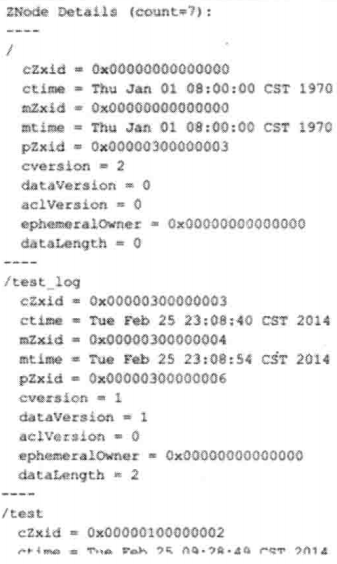 ZNode Details (count=7):
----
/
cZxid = 0x00000000000000
ctime = Thu Jan 01 08:00:00 CST 1970
mZxid = 0x00000000000000
mtime = Thu Jan 01 08:00:00 CST 1970
pZxid = 0x00000300000003
cversion = 2
dataVersion = 0
aclVersion = 0
ephemeralOwner = 0x00000000000000
dataLength = 0
----
/test_log
cZxid = 0x00000300000003
ctime = Tue Feb 25 23:08:40 CST 2014
mZxid = 0x00000300000004
mtime = Tue Feb 25 23:08:54 CST 2014
pZxid = 0x00000300000006
cversion = 1
dataVersion = 1
aclVersion = 0
ephemeralOwner = 0x00000000000000
dataLength = 2
----
/test
cZxid = 0x00000100000002
ctime = Tue Feb 25 09:28:49 CST 2014